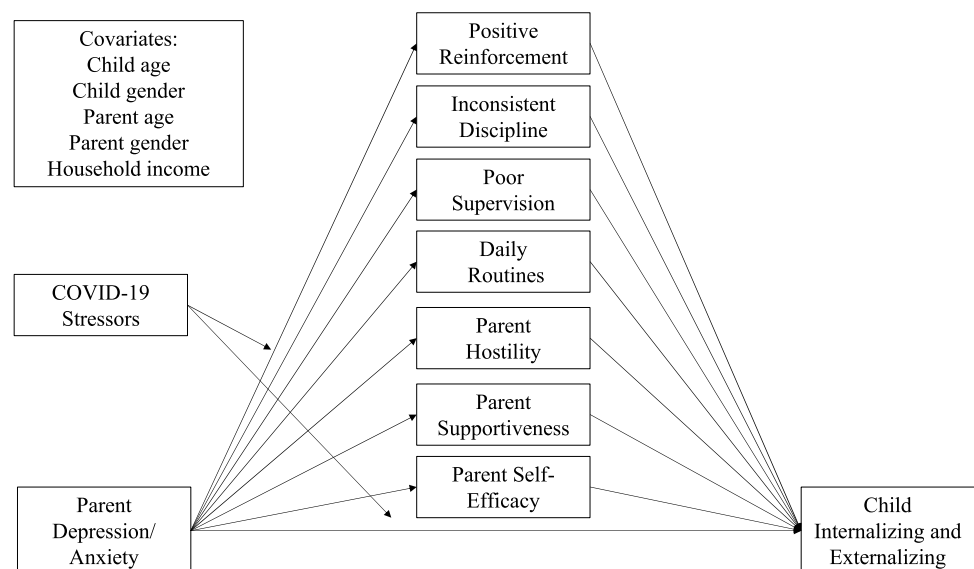 Covariates:
Child age
Child gender
Parent age
Parent gender
Household income
Positive
Reinforcement
Inconsistent
Discipline
Poor
Supervision
Daily
Routines
COVID-19
Stressors
Parent
Hostility
Parent
Supportiveness
Parent Self-
Efficacy
Parent
Depression/
Anxiety
Child
Internalizing and
Externalizing